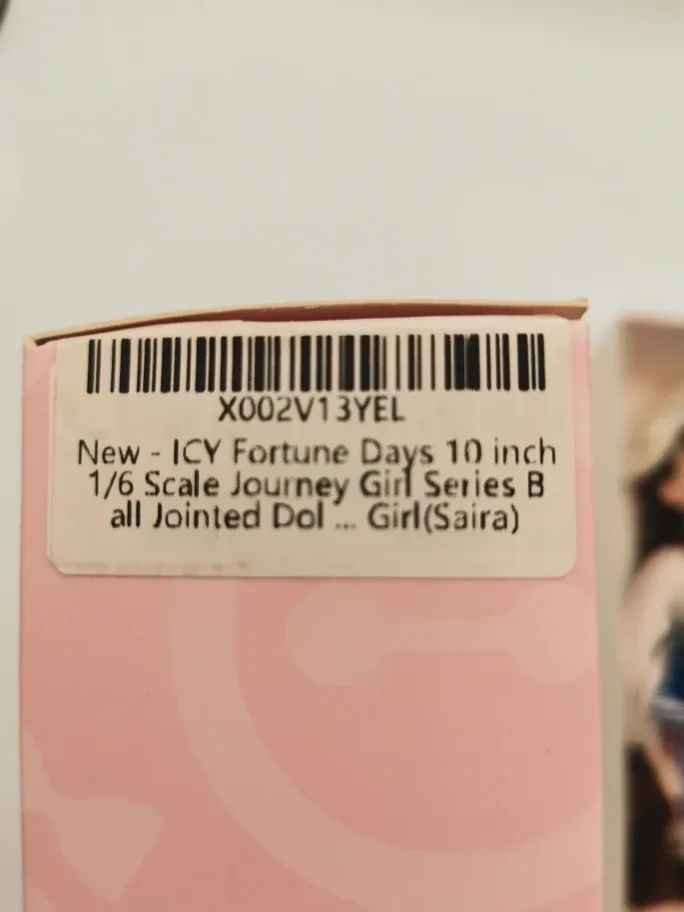 X002V13YEL
New - ICY Fortune Days 10 inch
1/6 Scale Journey Girl Series B
all Jointed Dol ... Girl(Saira)